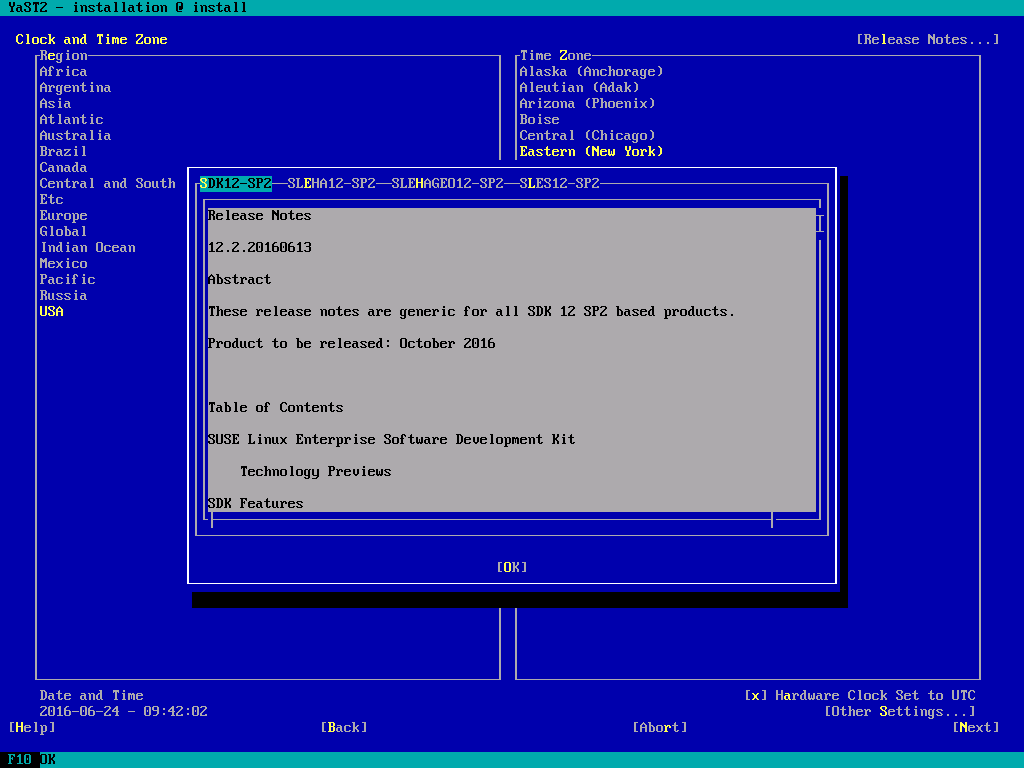 YaST2 - installation @ install
Clock and Time Zone [Release Notes...]
Region Time Zone
Africa Alaska (Anchorage)
Argentina Aleutian (Adak)
Asia Arizona (Phoenix)
Atlantic Boise
Australia Central (Chicago)
Brazil Eastern (New York)
Canada
Central and South
Etc
Europe
Global
Indian Ocean
Mexico
Pacific
Russia
USA
SDK12-SP2 SLEHA12-SP2 SLEHAGEO12-SP2 SLES12-SP2
Release Notes
12.2.20160613
Abstract
These release notes are generic for all SDK 12 SP2 based products.
Product to be released: October 2016
Table of Contents
SUSE Linux Enterprise Software Development Kit
Technology Previews
SDK Features
[OK]
Date and Time [x] Hardware Clock Set to UTC
2016-06-24 - 09:42:02 [Other Settings...]
[Help] [Back] [Abort] [Next]
F10 OK